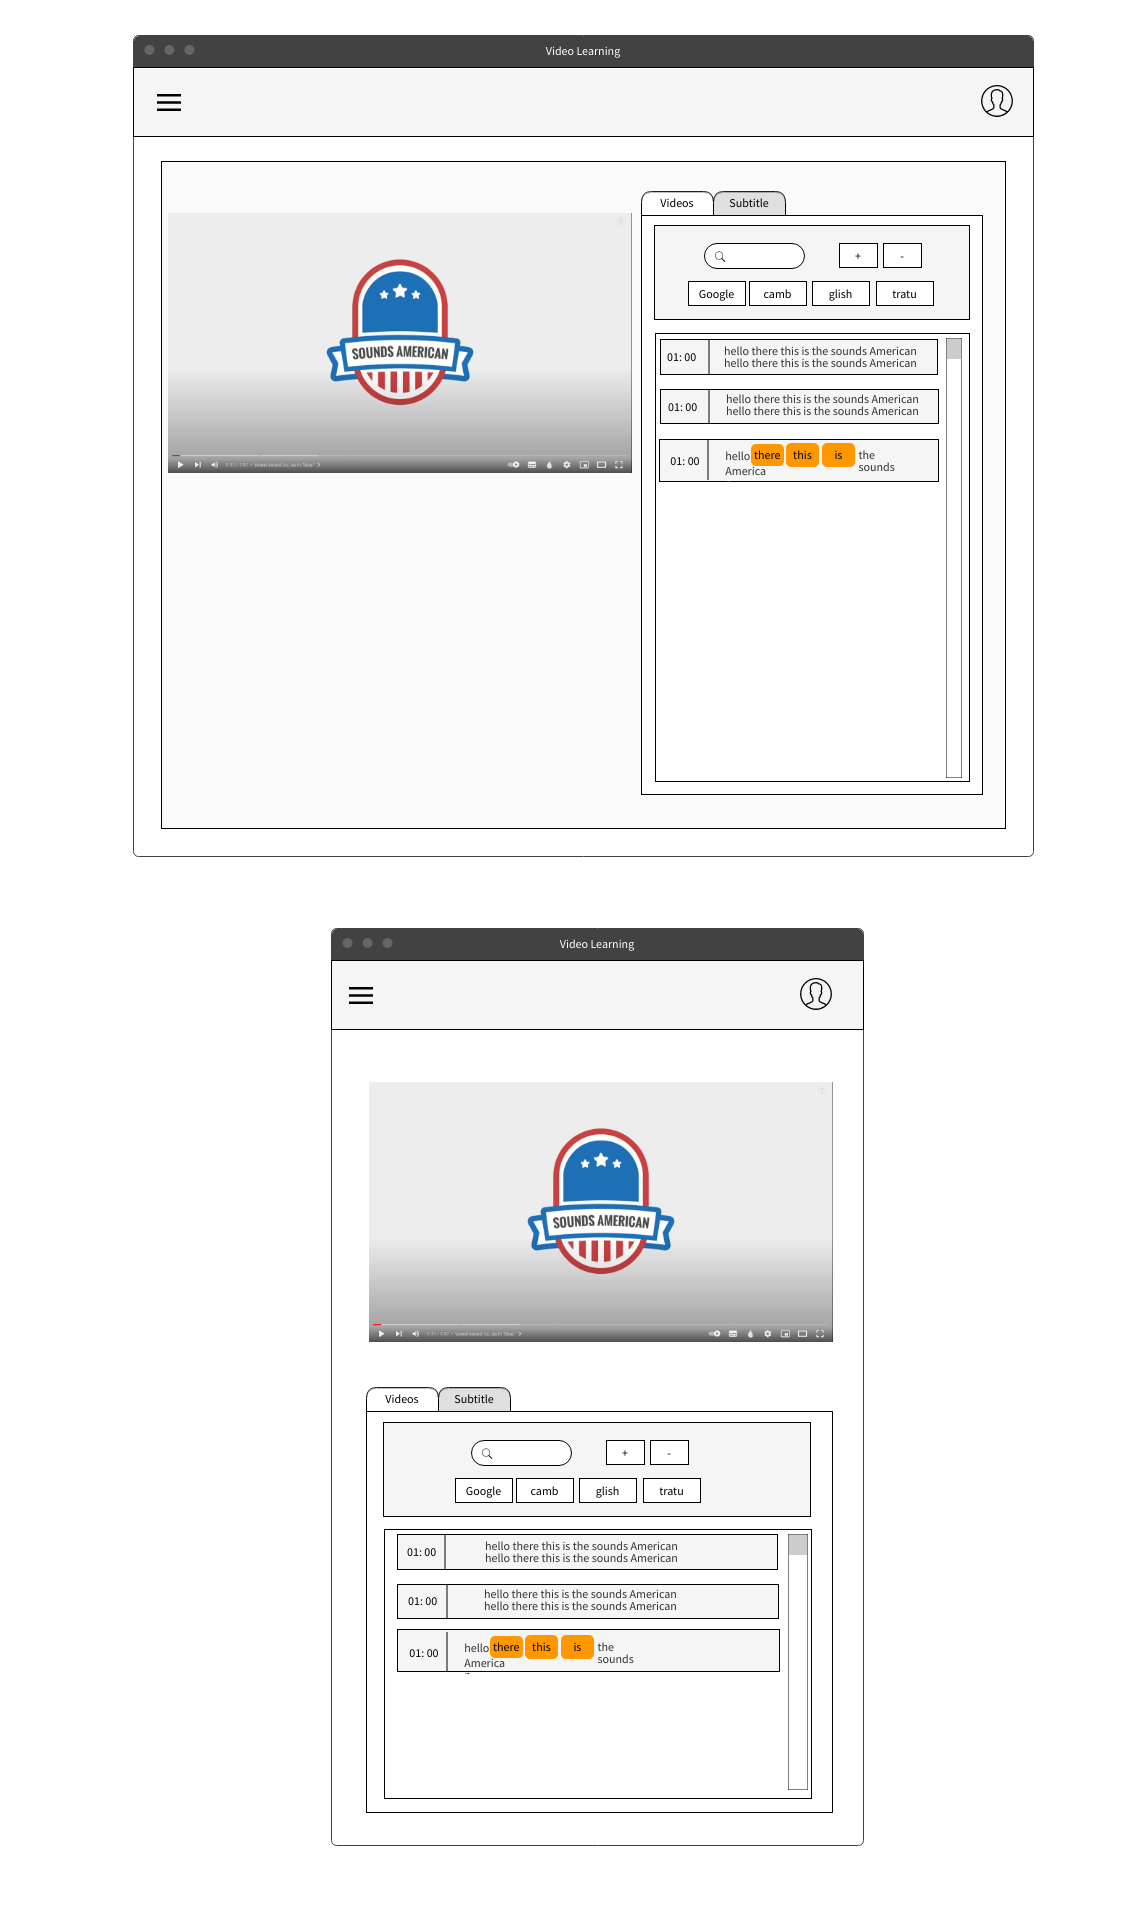 Video Learning
Videos
Subtitle
+
-
Google
camb
glish
tratu
SOUNDS AMERICAN
01: 00
hello there this is the sounds American
hello there this is the sounds American
01: 00
hello there this is the sounds American
hello there this is the sounds American
01: 00
hello there this is the
America sounds
Video Learning
SOUNDS AMERICAN
Videos
Subtitle
+
-
Google
camb
glish
tratu
01: 00
hello there this is the sounds American
hello there this is the sounds American
01: 00
hello there this is the sounds American
hello there this is the sounds American
01: 00
hello there this is the
America sounds